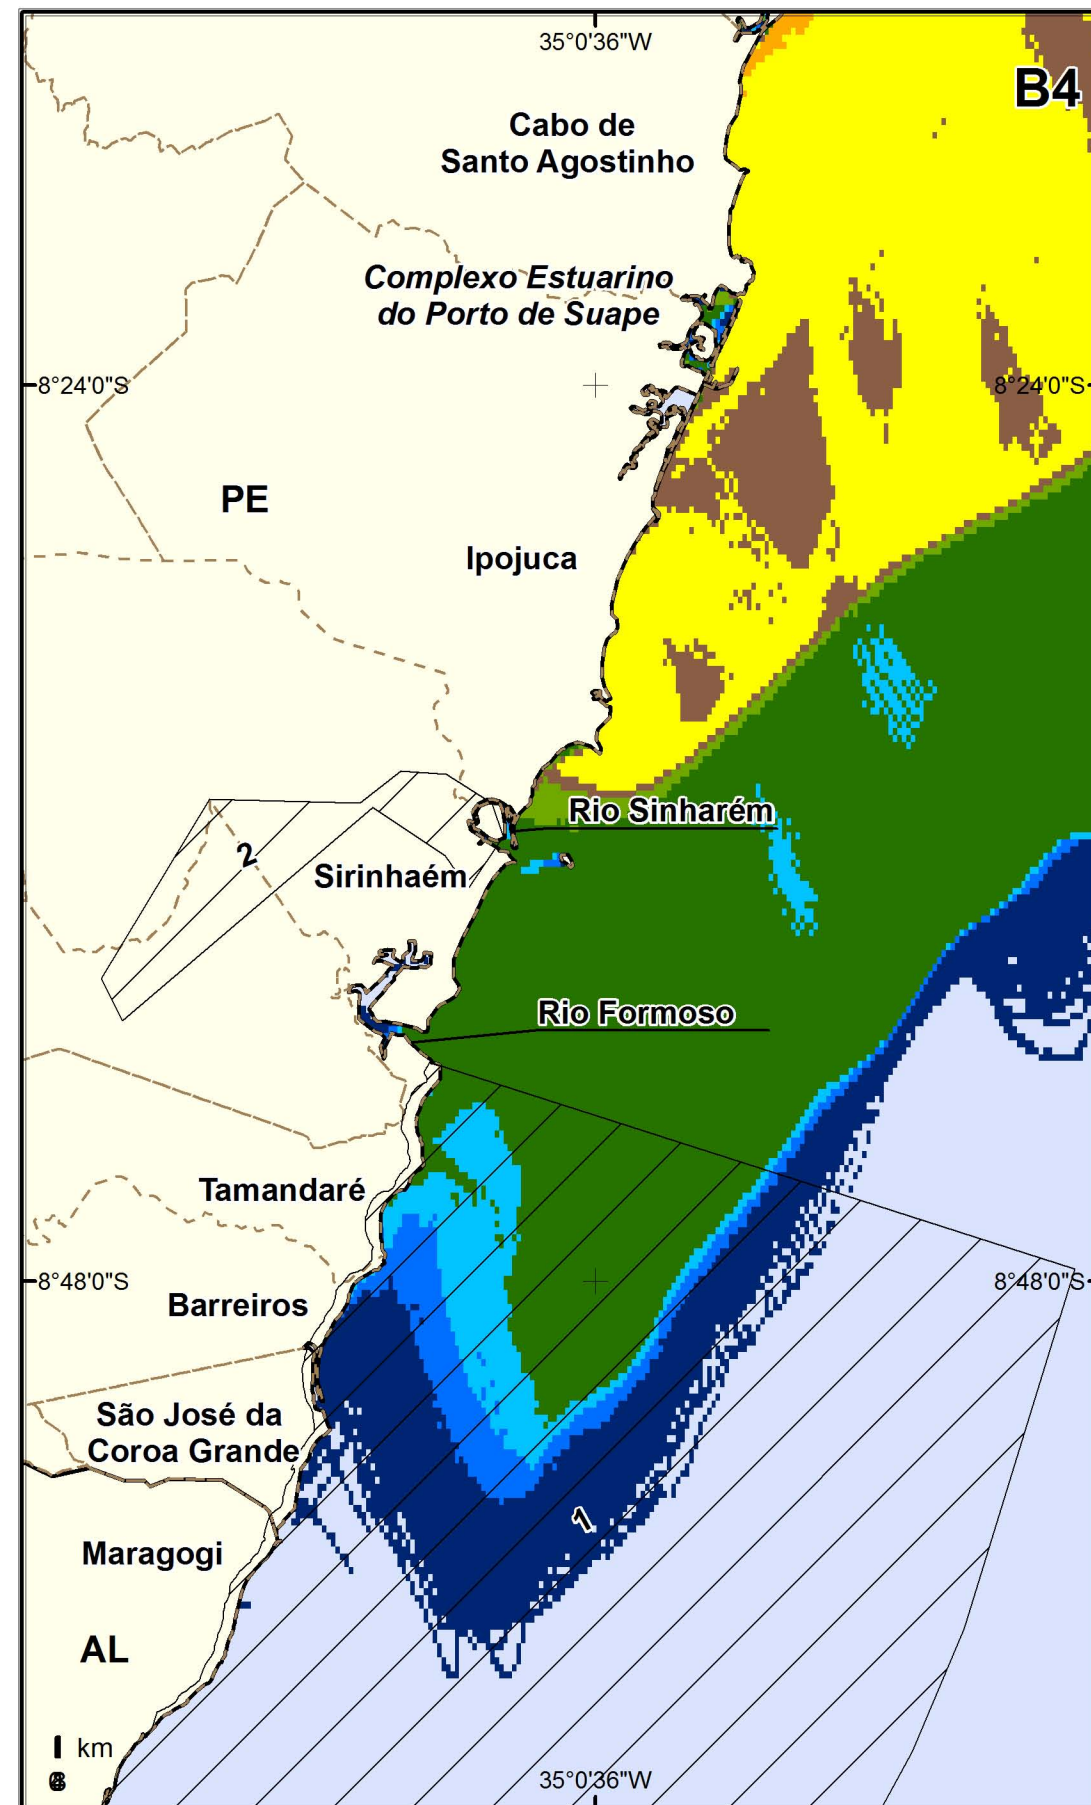 35°0'36"W
B4
Cabo de
Santo Agostinho
Complexo Estuarino
do Porto de Suape
8°24'0"S
8°24'0"S
PE
Ipojuca
Rio Sinharém
2
Sirinhaém
Rio Formoso
Tamandaré
8°48'0"S
8°48'0"S
Barreiros
São José da
Coroa Grande
1
Maragogi
AL
km
35°0'36"W